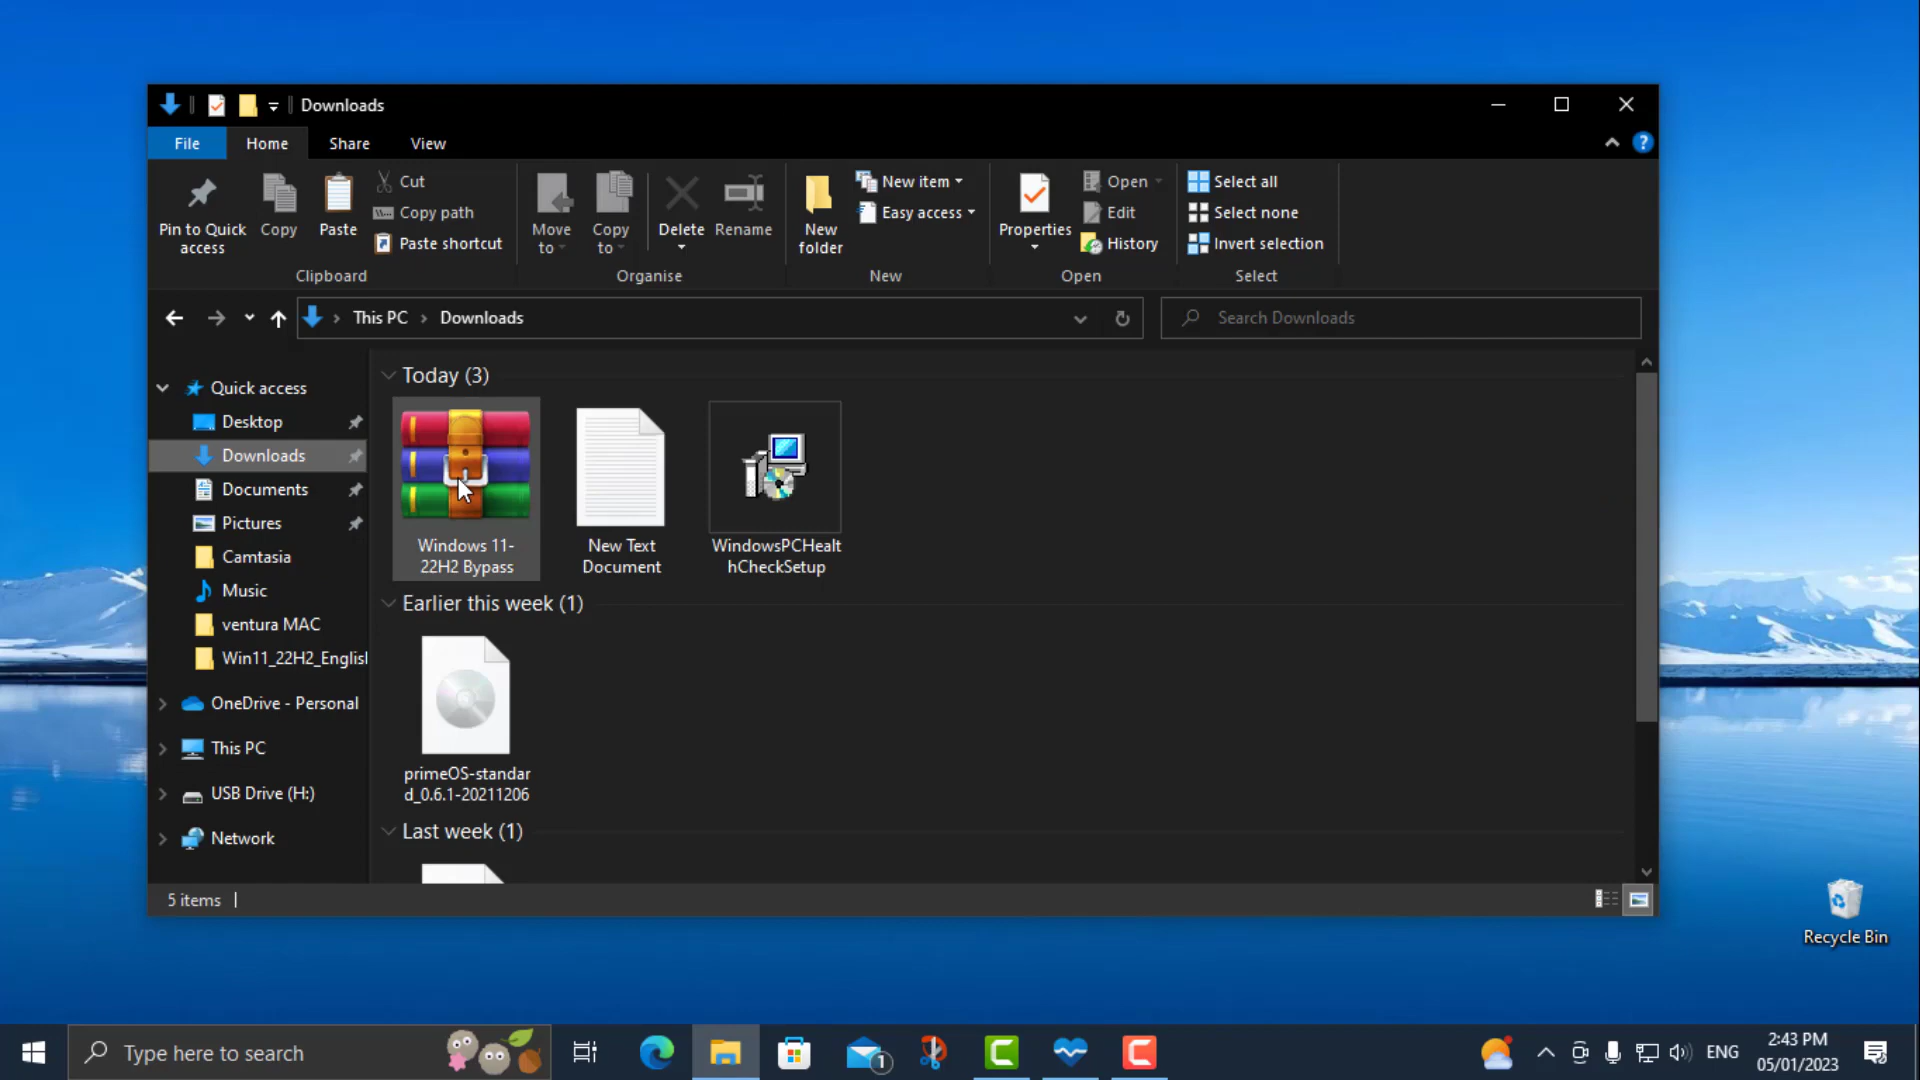 Downloads
File Home Share View
Pin to Quick access
Copy
Paste
Cut
Copy path
Paste shortcut
Clipboard
Move to
Copy to
Delete
Rename
Organise
New folder
New item
Easy access
New
Properties
Open
Edit
History
Open
Select all
Select none
Invert selection
Select
This PC Downloads
Search Downloads
Quick access
Desktop
Downloads
Documents
Pictures
Camtasia
Music
ventura MAC
Win11_22H2_English
OneDrive - Personal
This PC
USB Drive (H:)
Network
Today (3)
Windows 11-
22H2 Bypass
New Text
Document
WindowsPCHealt
hCheckSetup
Earlier this week (1)
primeOS-standar
d_0.6.1-20211206
Last week (1)
5 items
Recycle Bin
Type here to search
1
ENG
2:43 PM
05/01/2023